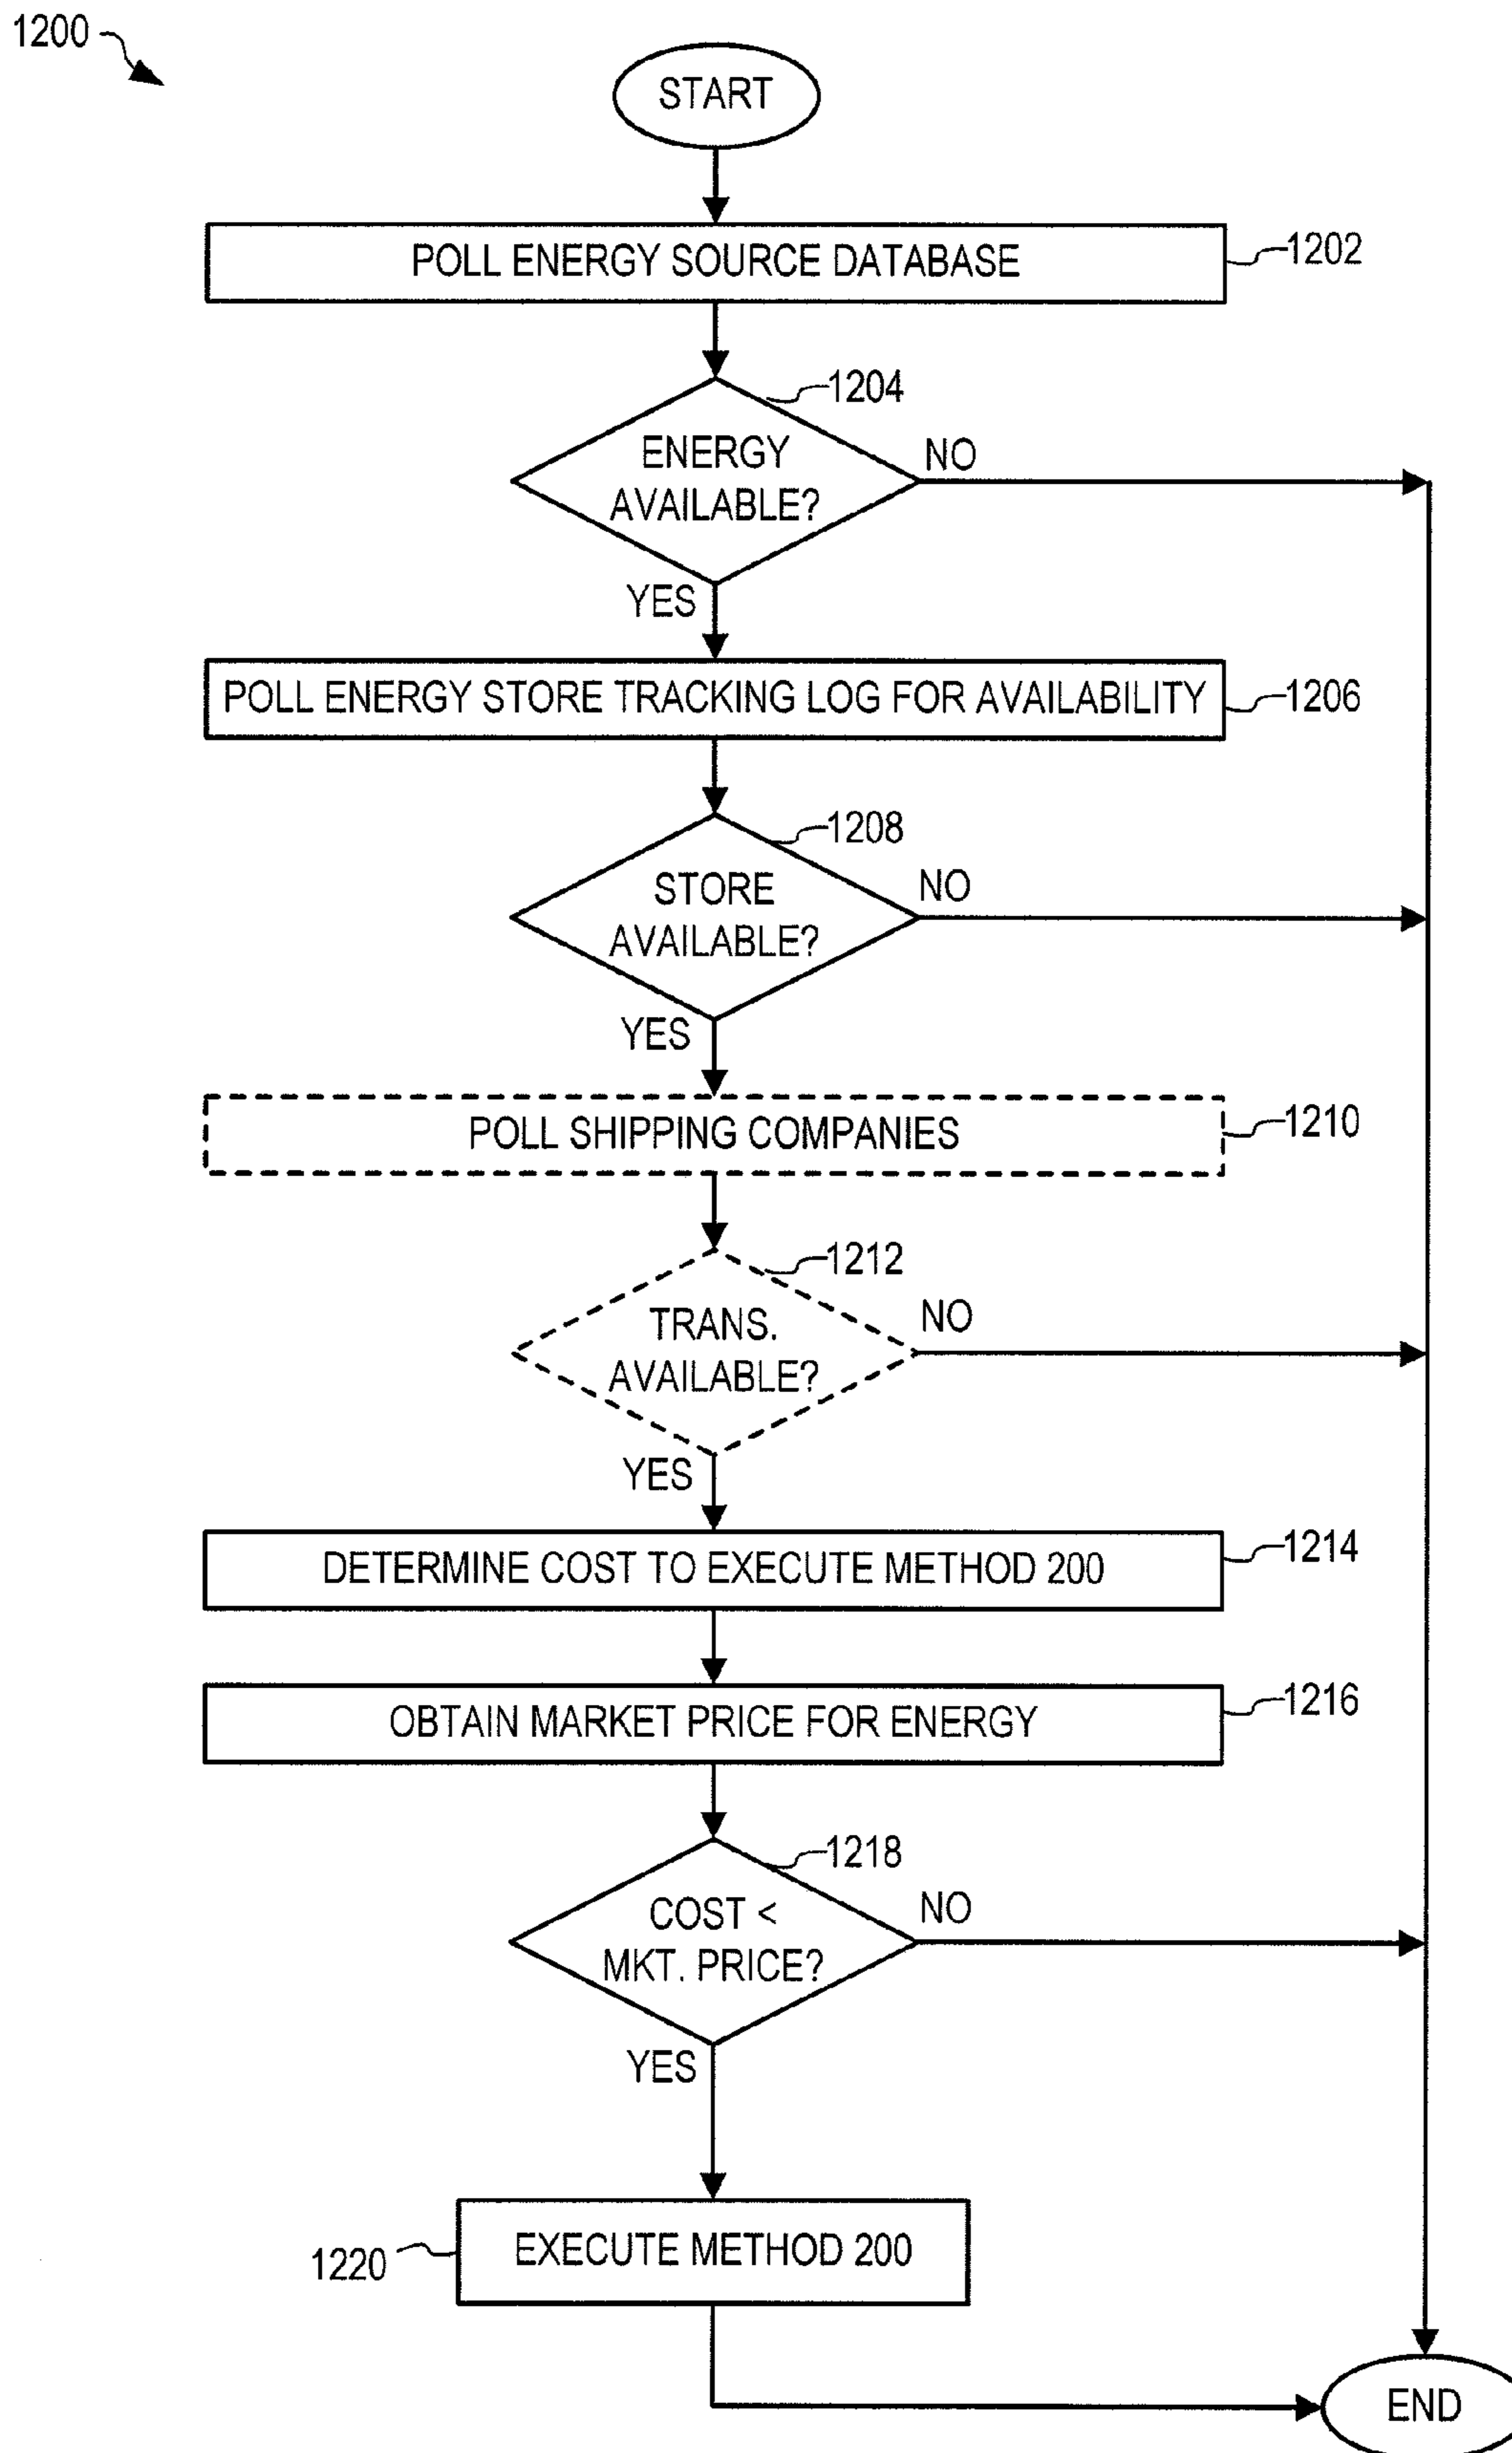 1200
START
POLL ENERGY SOURCE DATABASE
1202
1204
ENERGY
AVAILABLE?
NO
YES
POLL ENERGY STORE TRACKING LOG FOR AVAILABILITY
1206
1208
STORE
AVAILABLE?
NO
YES
POLL SHIPPING COMPANIES
1210
1212
TRANS.
AVAILABLE?
NO
YES
DETERMINE COST TO EXECUTE METHOD 200
1214
OBTAIN MARKET PRICE FOR ENERGY
1216
1218
COST <
MKT. PRICE?
NO
YES
EXECUTE METHOD 200
1220
END